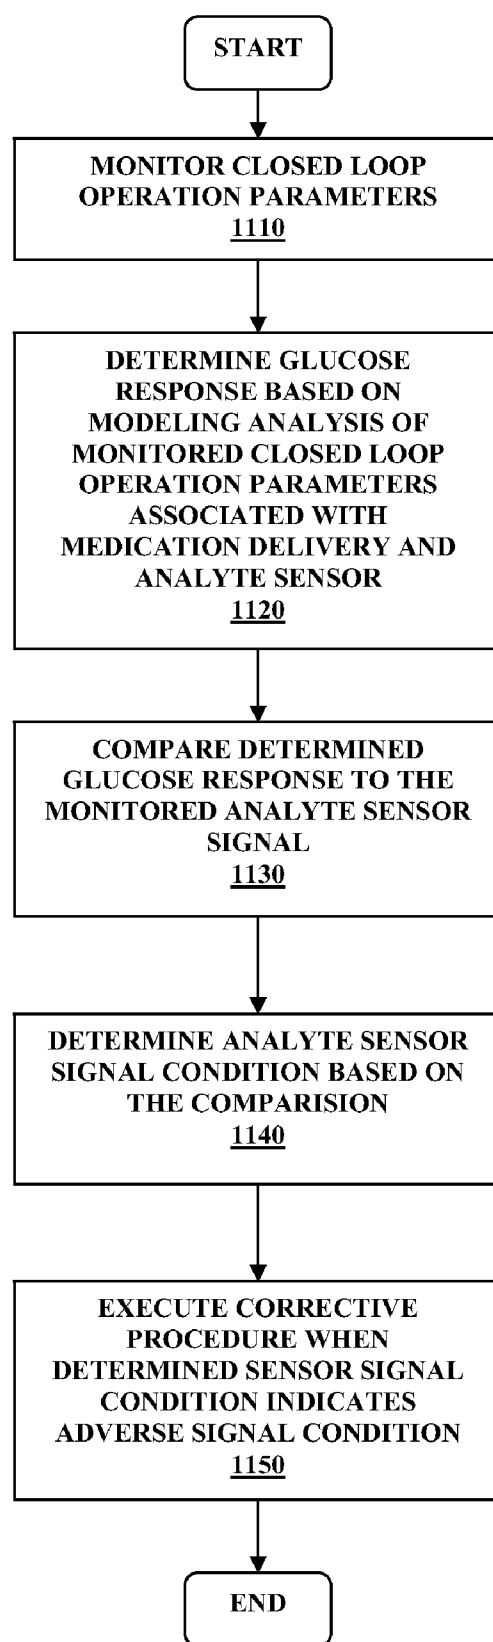 START
MONITOR CLOSED LOOP
OPERATION PARAMETERS
1110
DETERMINE GLUCOSE
RESPONSE BASED ON
MODELING ANALYSIS OF
MONITORED CLOSED LOOP
OPERATION PARAMETERS
ASSOCIATED WITH
MEDICATION DELIVERY AND
ANALYTE SENSOR
1120
COMPARE DETERMINED
GLUCOSE RESPONSE TO THE
MONITORED ANALYTE SENSOR
SIGNAL
1130
DETERMINE ANALYTE SENSOR
SIGNAL CONDITION BASED ON
THE COMPARISION
1140
EXECUTE CORRECTIVE
PROCEDURE WHEN
DETERMINED SENSOR SIGNAL
CONDITION INDICATES
ADVERSE SIGNAL CONDITION
1150
END